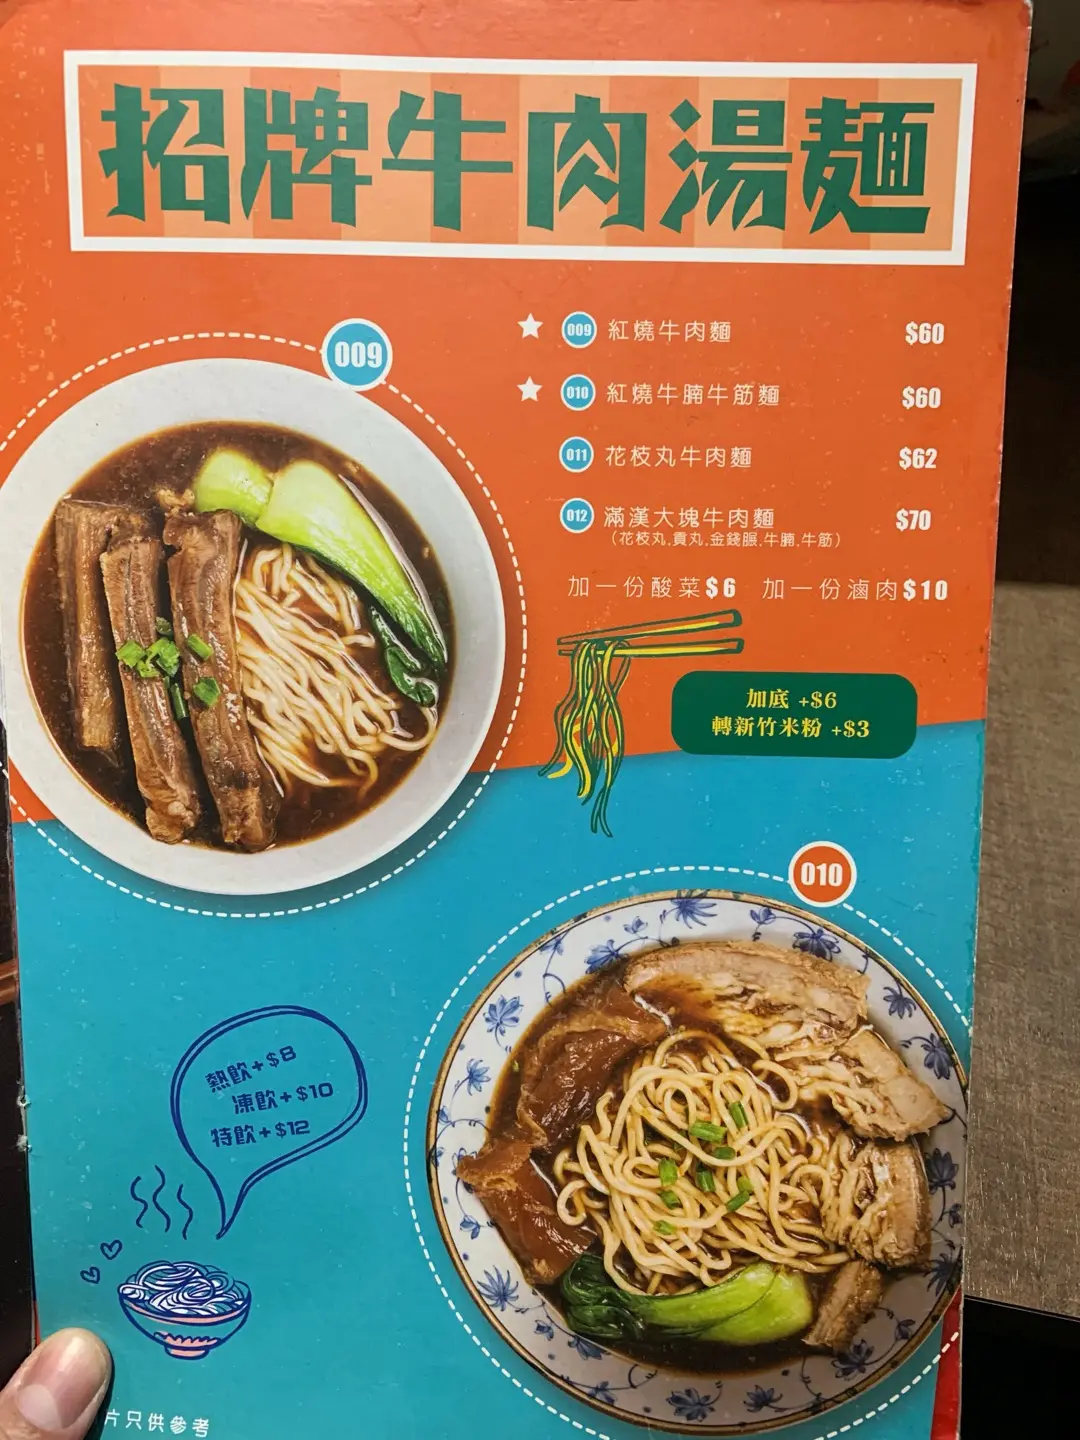 招牌牛肉湯麵
009
009 紅燒牛肉麵 $60
010 紅燒牛腩牛筋麵 $60
011 花枝丸牛肉麵 $62
012 滿漢大塊牛肉麵 $70
(花枝丸,貢丸,金錢腒,牛腩,牛筋)
加一份酸菜$6 加一份滷肉$10
加底 +$6
轉新竹米粉 +$3
010
熱飲+$8
凍飲+$10
特飲+$12
片只供參考